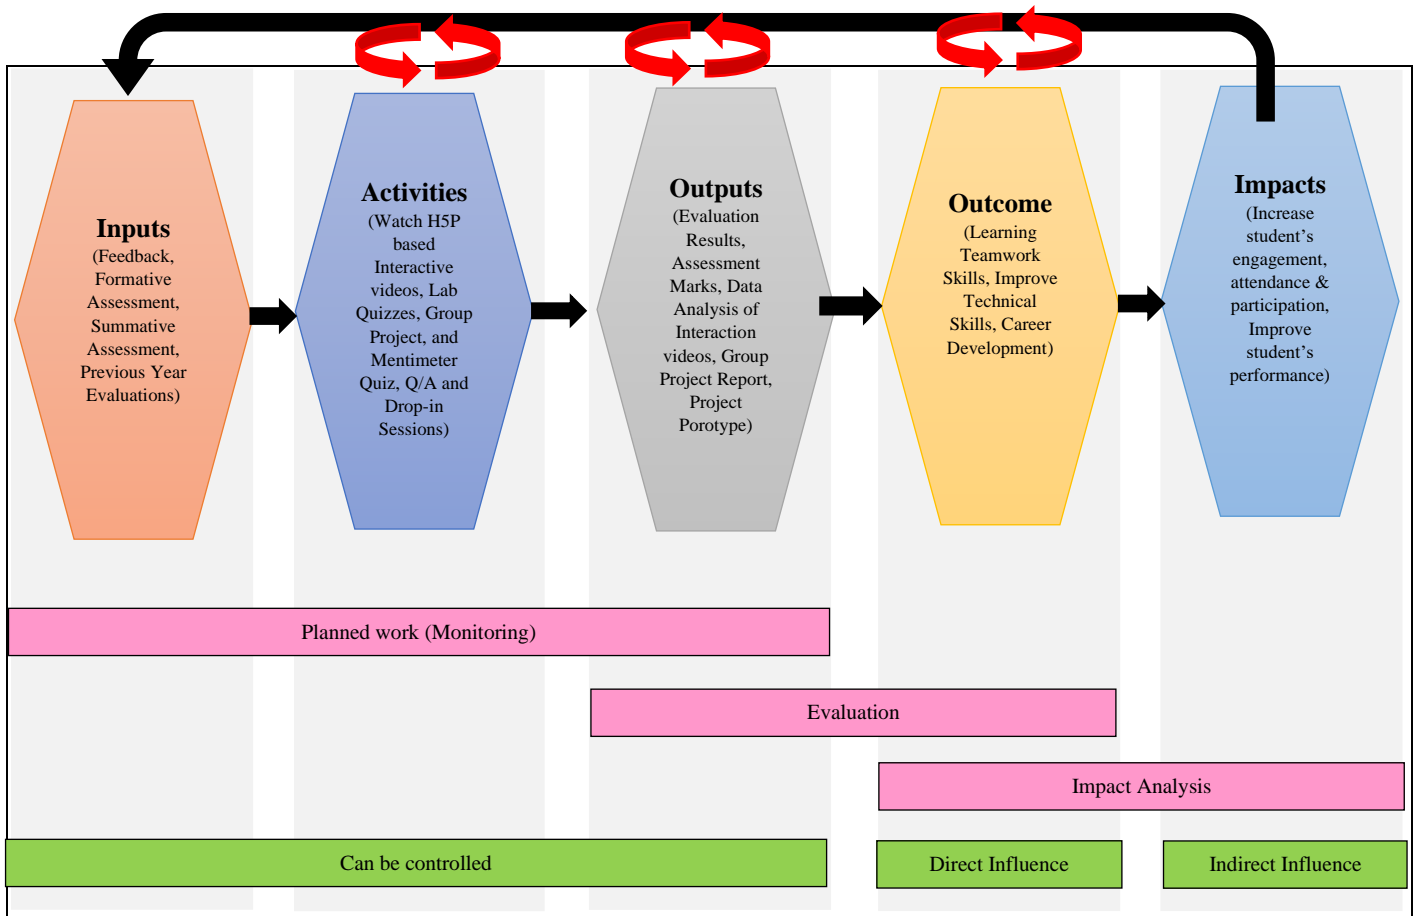 Inputs
(Feedback,
Formative
Assessment,
Summative
Assessment,
Previous Year
Evaluations)
Activities
(Watch H5P
based
Interactive
videos, Lab
Quizzes, Group
Project, and
Mentimeter
Quiz, Q/A and
Drop-in
Sessions)
Outputs
(Evaluation
Results,
Assessment
Marks, Data
Analysis of
Interaction
videos, Group
Project Report,
Project
Porotype)
Outcome
(Learning
Teamwork
Skills, Improve
Technical
Skills, Career
Development)
Impacts
(Increase
student’s
engagement,
attendance &
participation,
Improve
student’s
performance)
Planned work (Monitoring)
Evaluation
Impact Analysis
Can be controlled
Direct Influence
Indirect Influence